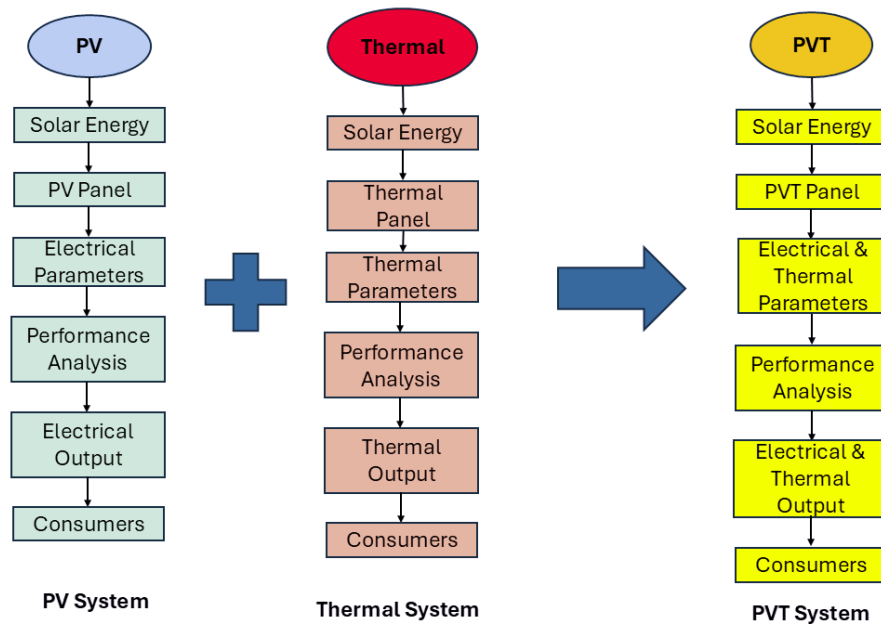 PV
Solar Energy
PV Panel
Electrical
Parameters
Performance
Analysis
Electrical
Output
Consumers
PV System
Thermal
Solar Energy
Thermal
Panel
Thermal
Parameters
Performance
Analysis
Thermal
Output
Consumers
Thermal System
PVT
Solar Energy
PVT Panel
Electrical &
Thermal
Parameters
Performance
Analysis
Electrical &
Thermal
Output
Consumers
PVT System